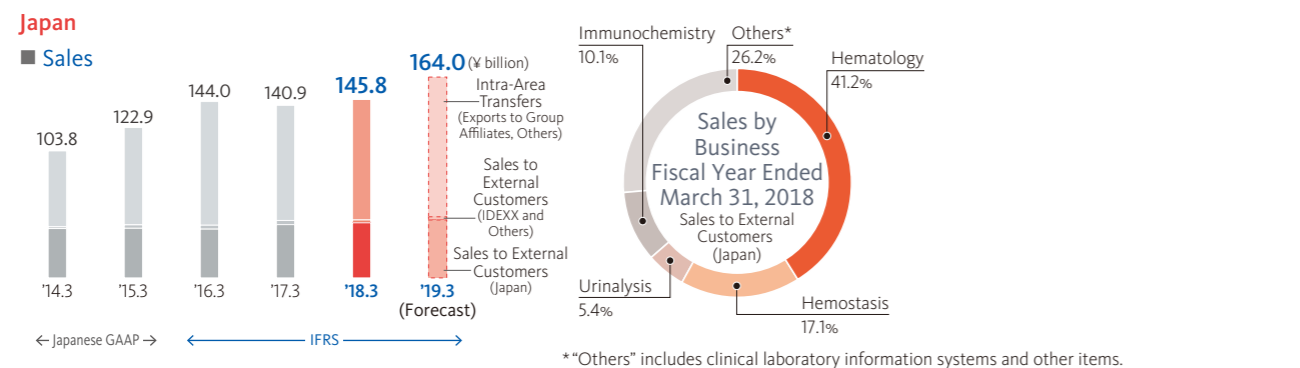 Japan
Sales
103.8
122.9
144.0
140.9
145.8
164.0 (¥ billion)
Intra-Area
Transfers
(Exports to Group
Affiliates, Others)
Sales to
External
Customers
(IDEXX and
Others)
Sales to External
Customers
(Japan)
’14.3
’15.3
’16.3
’17.3
’18.3
’19.3
(Forecast)
Japanese GAAP
IFRS
Immunochemistry
10.1%
Others*
26.2%
Hematology
41.2%
Sales by
Business
Fiscal Year Ended
March 31, 2018
Sales to External
Customers
(Japan)
Urinalysis
5.4%
Hemostasis
17.1%
* “Others” includes clinical laboratory information systems and other items.